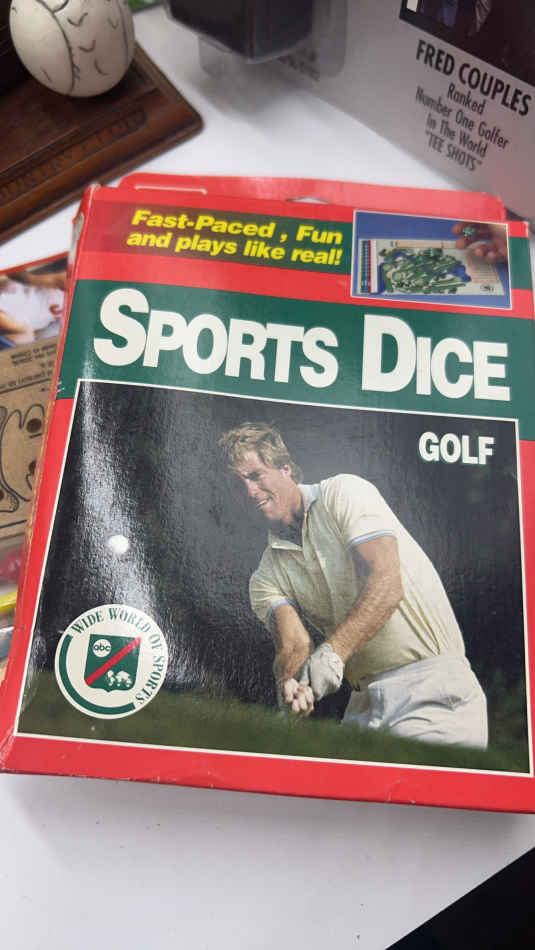 FRED COUPLES
Ranked
Number One Golfer
In The World
"TEE SHOTS"
Fast-Paced , Fun
and plays like real!
SPORTS DICE
GOLF
WIDE WORLD OF SPORTS
abc